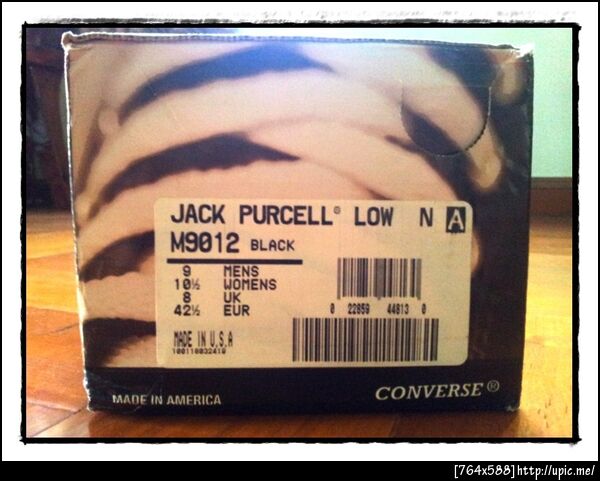 JACK PURCELL® LOW N A
M9012 BLACK
9 MENS
10½ WOMENS
8 UK
42½ EUR
0 22859 44813 0
MADE IN U.S.A
100110032419
MADE IN AMERICA
CONVERSE®
[764x588]http://upic.me/